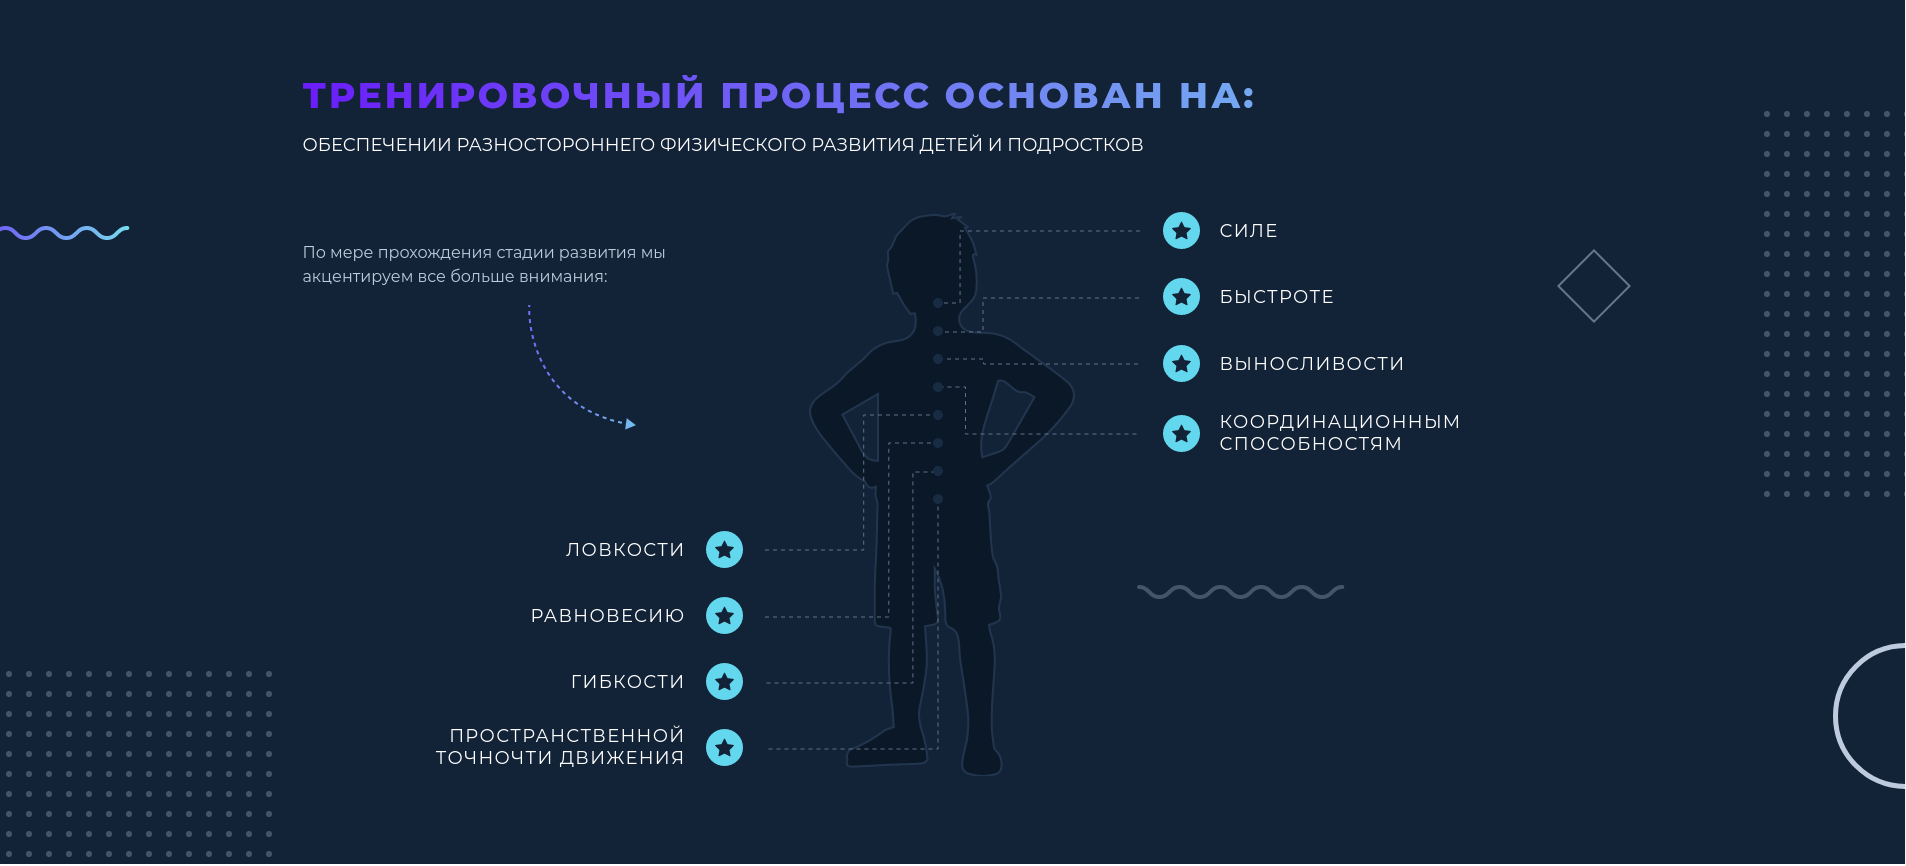 ТРЕНИРОВОЧНЫЙ ПРОЦЕСС ОСНОВАН НА:
ОБЕСПЕЧЕНИИ РАЗНОСТОРОННЕГО ФИЗИЧЕСКОГО РАЗВИТИЯ ДЕТЕЙ И ПОДРОСТКОВ
По мере прохождения стадии развития мы
акцентируем все больше внимания:
СИЛЕ
БЫСТРОТЕ
ВЫНОСЛИВОСТИ
КООРДИНАЦИОННЫМ
СПОСОБНОСТЯМ
ЛОВКОСТИ
РАВНОВЕСИЮ
ГИБКОСТИ
ПРОСТРАНСТВЕННОЙ
ТОЧНОЧТИ ДВИЖЕНИЯ